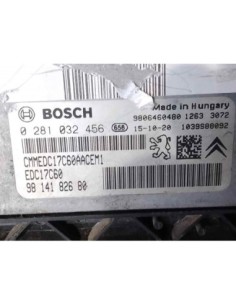 BOSCH
Made in Hungary
9806460480 1263 3072
0 281 032 456 656 15-10-20 1039S80092
CMMEDC17C60AACEM1
EDC17C60
98 141 826 80